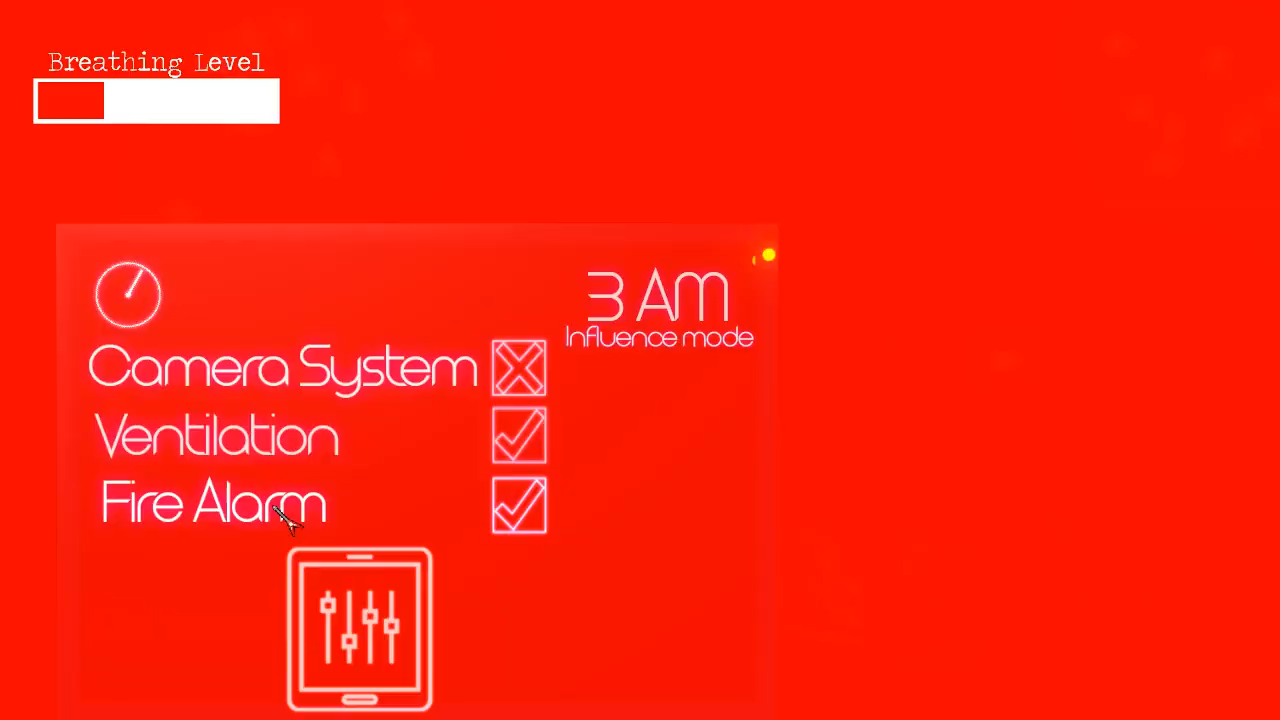 Breathing Level
3 AM
Influence mode
Camera System
Ventilation
Fire Alarm